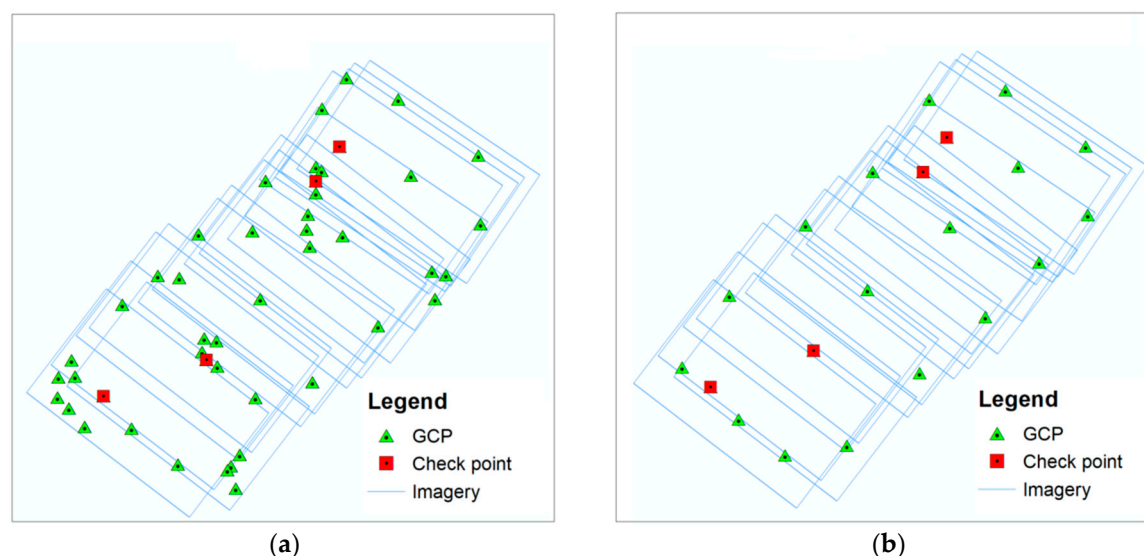 Legend
GCP
Check point
Imagery
(a)
Legend
GCP
Check point
Imagery
(b)